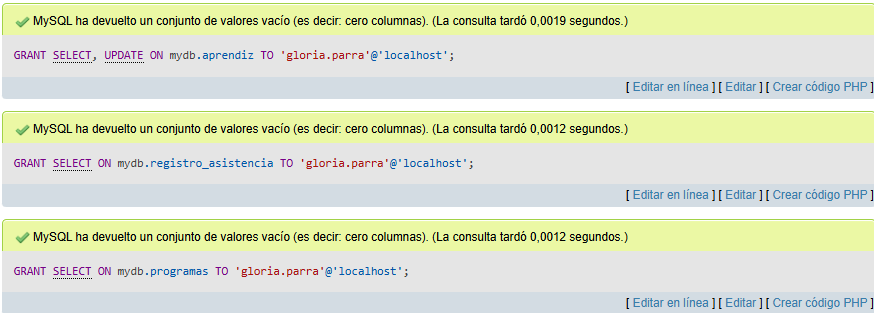 MySQL ha devuelto un conjunto de valores vacío (es decir: cero columnas). (La consulta tardó 0,0019 segundos.)
GRANT SELECT, UPDATE ON mydb.aprendiz TO 'gloria.parra'@'localhost';
[ Editar en línea ] [ Editar ] [ Crear código PHP ]
MySQL ha devuelto un conjunto de valores vacío (es decir: cero columnas). (La consulta tardó 0,0012 segundos.)
GRANT SELECT ON mydb.registro_asistencia TO 'gloria.parra'@'localhost';
[ Editar en línea ] [ Editar ] [ Crear código PHP ]
MySQL ha devuelto un conjunto de valores vacío (es decir: cero columnas). (La consulta tardó 0,0012 segundos.)
GRANT SELECT ON mydb.programas TO 'gloria.parra'@'localhost';
[ Editar en línea ] [ Editar ] [ Crear código PHP ]